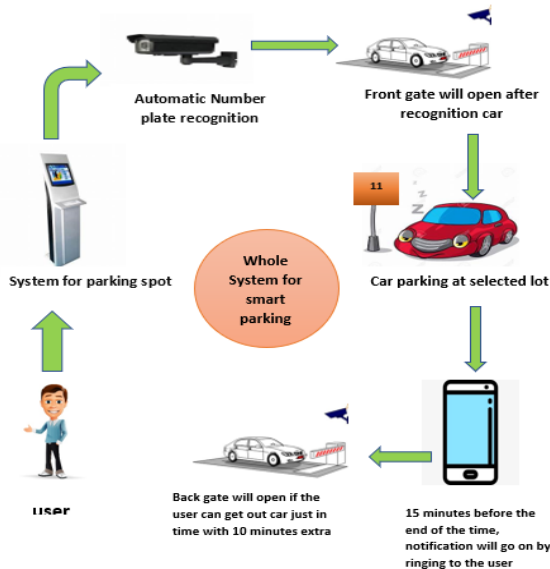 Automatic Number
plate recognition
Front gate will open after
recognition car
11
System for parking spot
Whole
System for
smart
parking
Car parking at selected lot
user
Back gate will open if the
user can get out car just in
time with 10 minutes extra
15 minutes before the
end of the time,
notification will go on by
ringing to the user